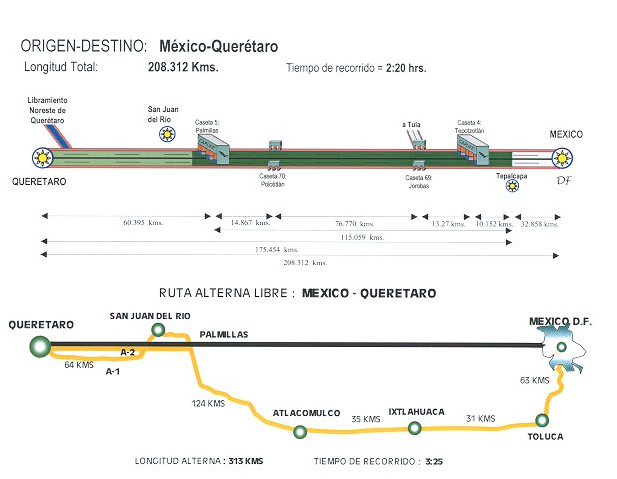 ORIGEN-DESTINO: México-Querétaro
Longitud Total: 208.312 Kms. Tiempo de recorrido = 2:20 hrs.
Libramiento
Noreste de
Querétaro
San Juan
del Rio
Caseta 5:
Palmillas
a Tula
Caseta 4:
Tepotzotlán
MEXICO
QUERETARO
Caseta 70:
Polotitlán
Caseta 69:
Jorobas
Tepalcapa
DF
60.395 kms.
14.867 kms.
76.770 kms.
13.27 kms.
10.152 kms.
32.858 kms.
115.059 kms.
175.454 kms.
208.312 kms.
RUTA ALTERNA LIBRE : MEXICO - QUERETARO
QUERETARO
SAN JUAN DEL RIO
PALMILLAS
MEXICO D.F.
A-2
64 KMS
A-1
63 KMS
124 KMS
ATLACOMULCO
35 KMS
IXTLAHUACA
31 KMS
TOLUCA
LONGITUD ALTERNA : 313 KMS
TIEMPO DE RECORRIDO : 3:25